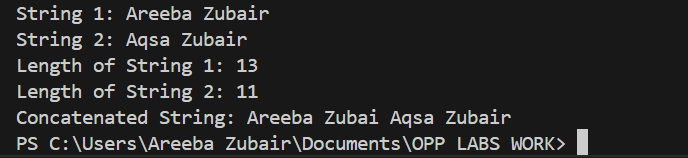 String 1: Areeba Zubair
String 2: Aqsa Zubair
Length of String 1: 13
Length of String 2: 11
Concatenated String: Areeba Zubai Aqsa Zubair
PS C:\Users\Areeba Zubair\Documents\OPP LABS WORK>